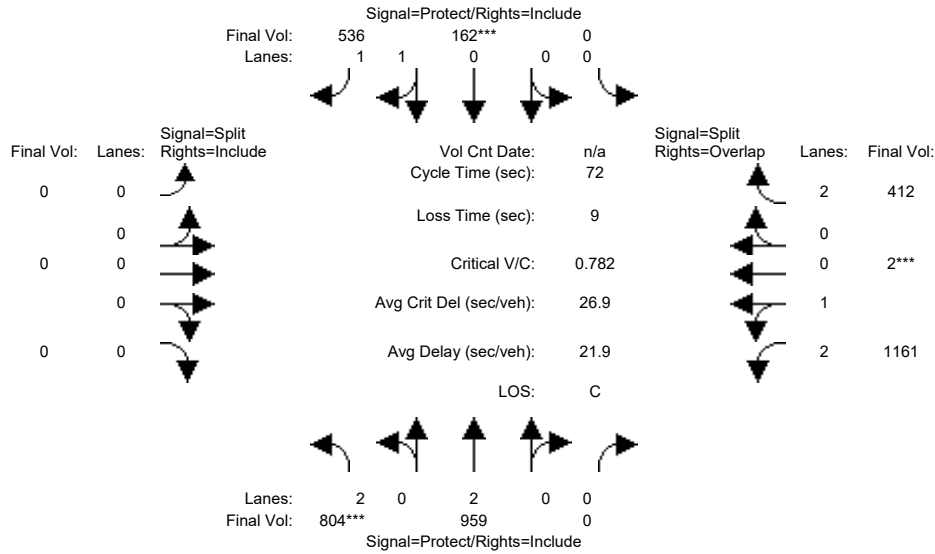 Signal=Protect/Rights=Include
Final Vol: 536 162*** 0
Lanes: 1 1 0 0 0
Signal=Split
Final Vol: Lanes: Rights=Include
Vol Cnt Date: n/a
Signal=Split
Rights=Overlap Lanes: Final Vol:
Cycle Time (sec): 72
0 0 2 412
Loss Time (sec): 9
0 0
0 0 Critical V/C: 0.782 0 2***
0 Avg Crit Del (sec/veh): 26.9 1
0 0 Avg Delay (sec/veh): 21.9 2 1161
LOS: C
Lanes: 2 0 2 0 0
Final Vol: 804*** 959 0
Signal=Protect/Rights=Include